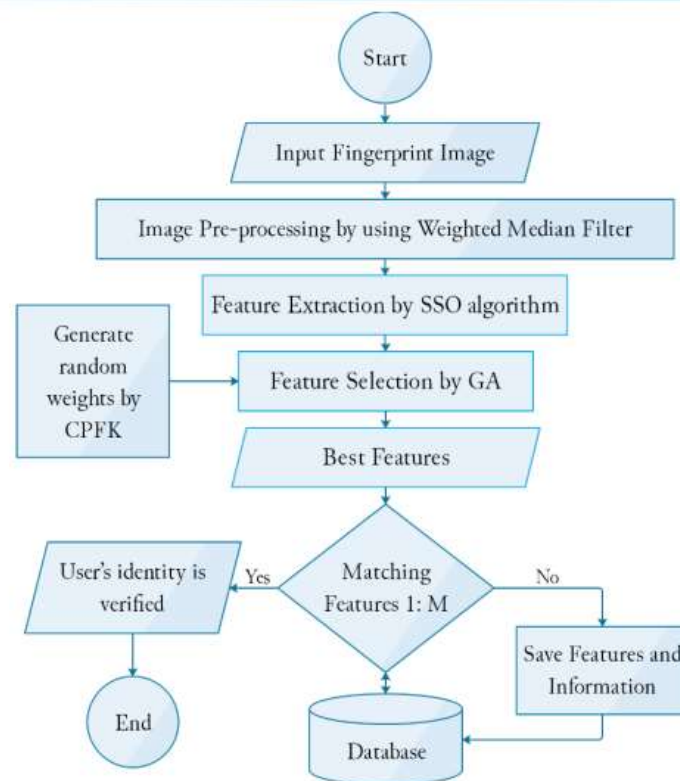 Start
Input Fingerprint Image
Image Pre-processing by using Weighted Median Filter
Feature Extraction by SSO algorithm
Generate
random
weights by
CPFK
Feature Selection by GA
Best Features
Matching
Features 1: M
Yes
No
User's identity is
verified
Save Features and
Information
End
Database